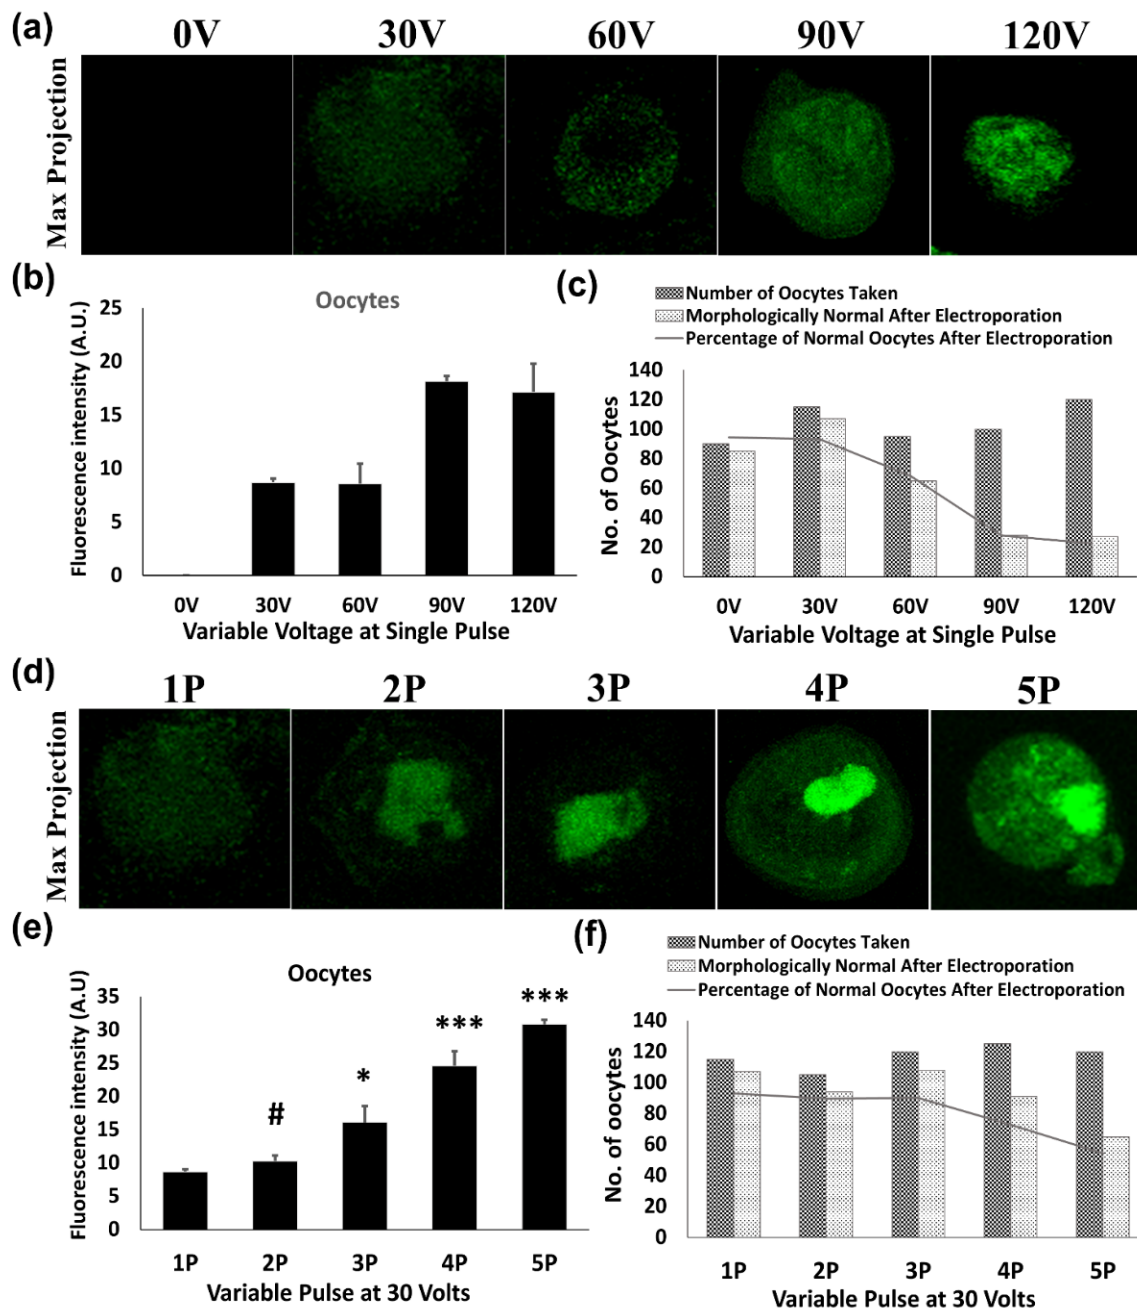 (a)
0V 30V 60V 90V 120V
Max Projection
(b)
Oocytes
Fluorescence intensity (A.U.)
25
20
15
10
5
0
0V 30V 60V 90V 120V
Variable Voltage at Single Pulse
(c)
Number of Oocytes Taken
Morphologically Normal After Electroporation
Percentage of Normal Oocytes After Electroporation
No. of Oocytes
140
120
100
80
60
40
20
0
0V 30V 60V 90V 120V
Variable Voltage at Single Pulse
(d)
1P 2P 3P 4P 5P
Max Projection
(e)
Oocytes
Fluorescence intensity (A.U)
35
30
25
20
15
10
5
0
# * *** ***
1P 2P 3P 4P 5P
Variable Pulse at 30 Volts
(f)
Number of Oocytes Taken
Morphologically Normal After Electroporation
Percentage of Normal Oocytes After Electroporation
No. of oocytes
140
120
100
80
60
40
20
0
1P 2P 3P 4P 5P
Variable Pulse at 30 Volts